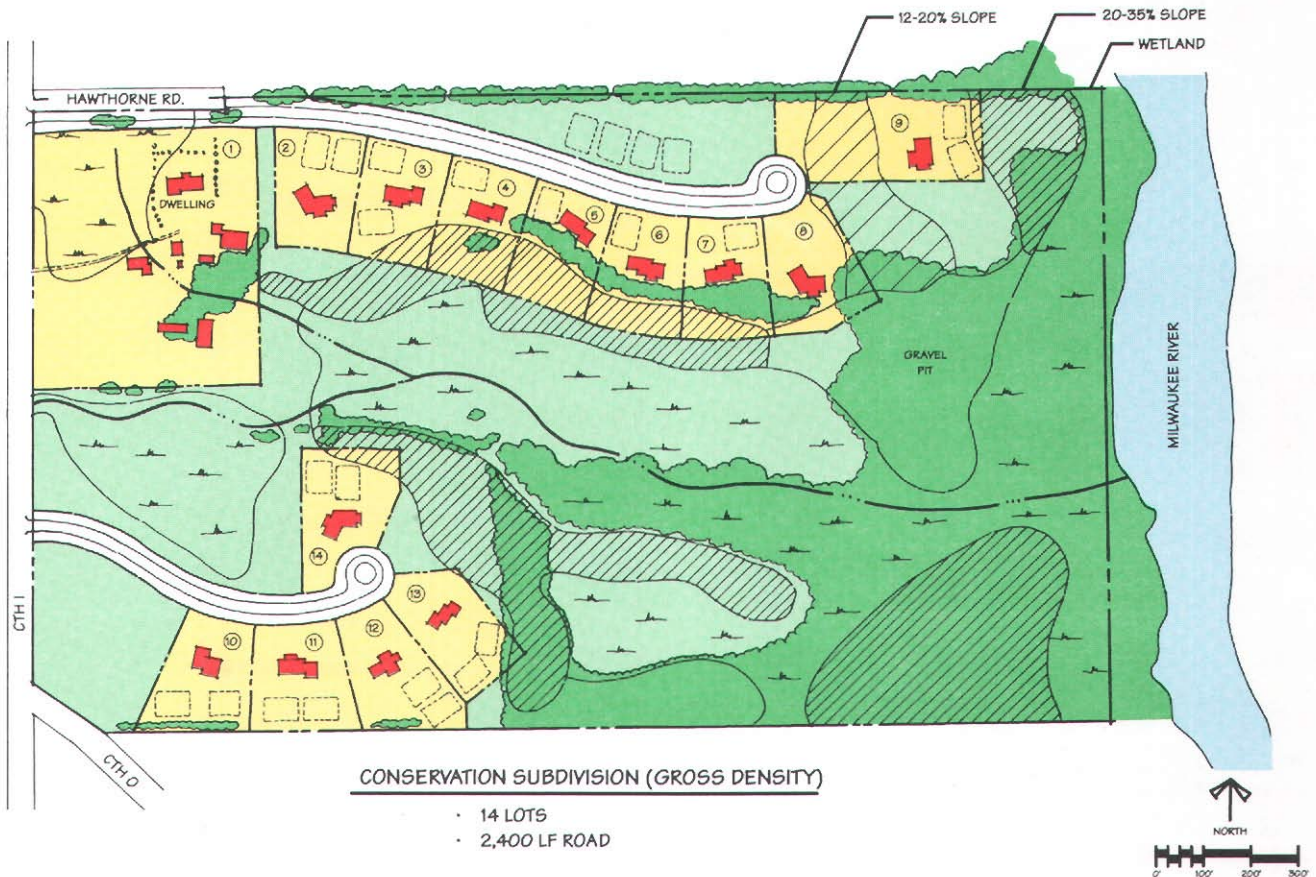 12-20% SLOPE
20-35% SLOPE
WETLAND
HAWTHORNE RD.
1
2
3
4
5
6
7
8
9
DWELLING
GRAVEL
PIT
MILWAUKEE RIVER
CTH I
14
13
10
11
12
CTH O
CONSERVATION SUBDIVISION (GROSS DENSITY)
· 14 LOTS
· 2,400 LF ROAD
NORTH
0' 100' 200' 300'